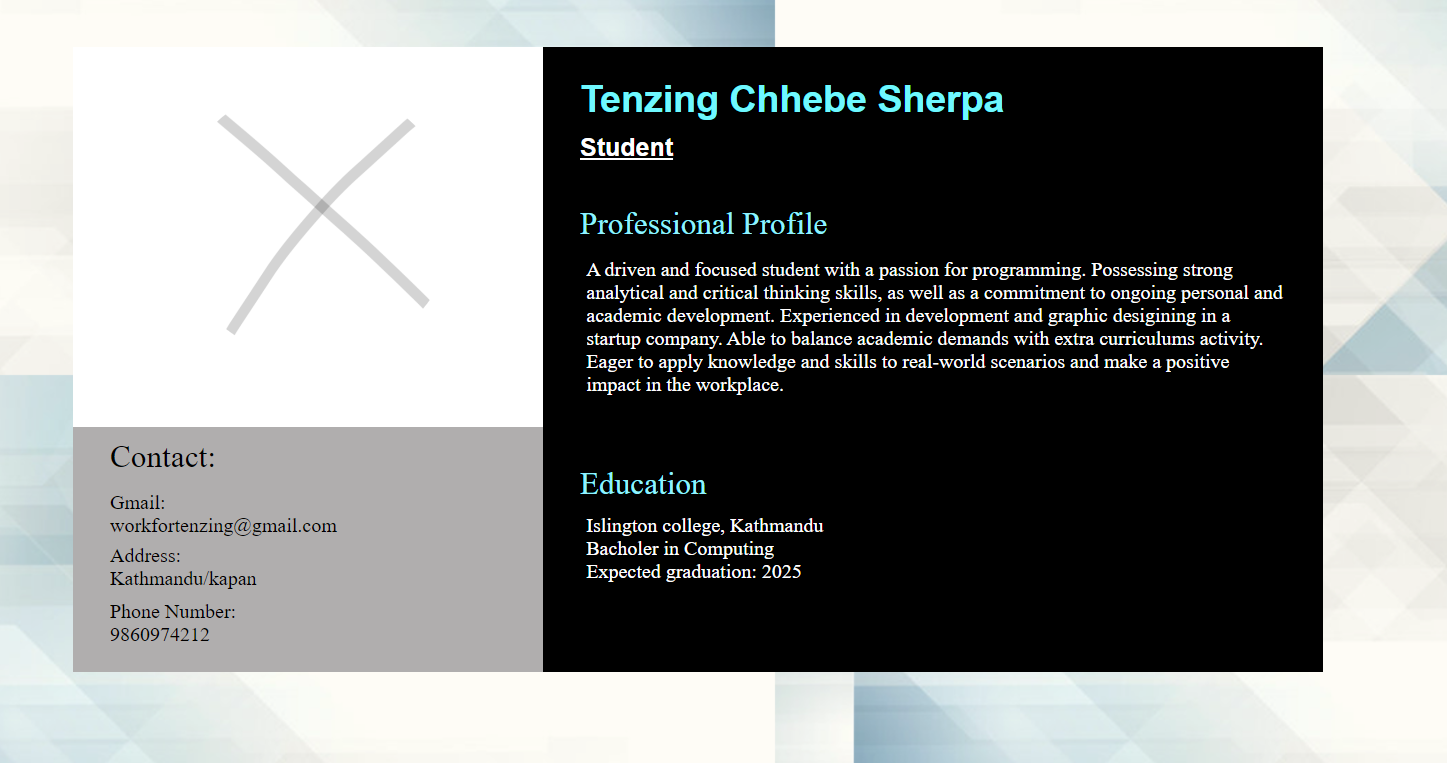 Tenzing Chhebe Sherpa
Student
Professional Profile
A driven and focused student with a passion for programming. Possessing strong
analytical and critical thinking skills, as well as a commitment to ongoing personal and
academic development. Experienced in development and graphic desigining in a
startup company. Able to balance academic demands with extra curriculums activity.
Eager to apply knowledge and skills to real-world scenarios and make a positive
impact in the workplace.
Education
Islington college, Kathmandu
Bacholer in Computing
Expected graduation: 2025
Contact:
Gmail:
workfortenzing@gmail.com
Address:
Kathmandu/kapan
Phone Number:
9860974212